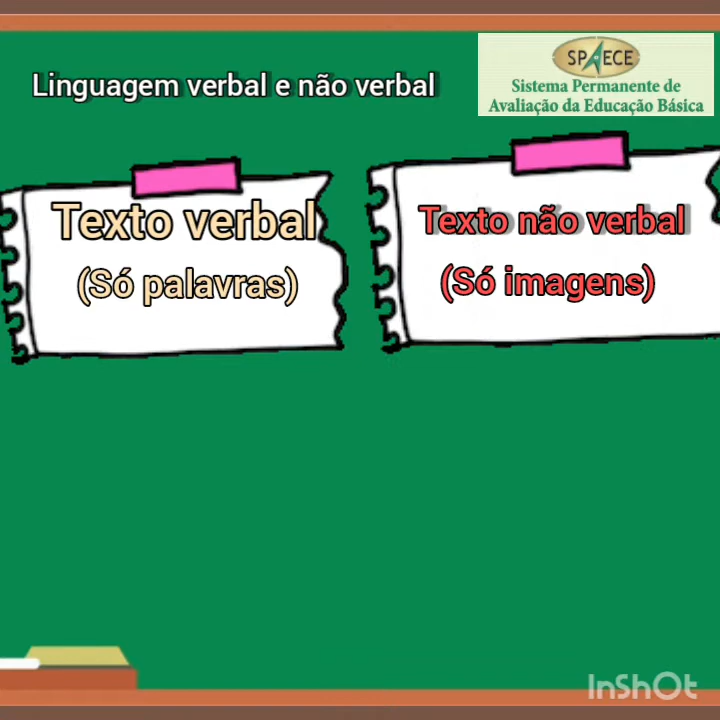 SPAECE
Sistema Permanente de
Avaliação da Educação Básica
Linguagem verbal e não verbal
Texto verbal
(Só palavras)
Texto não verbal
(Só imagens)
InShOt